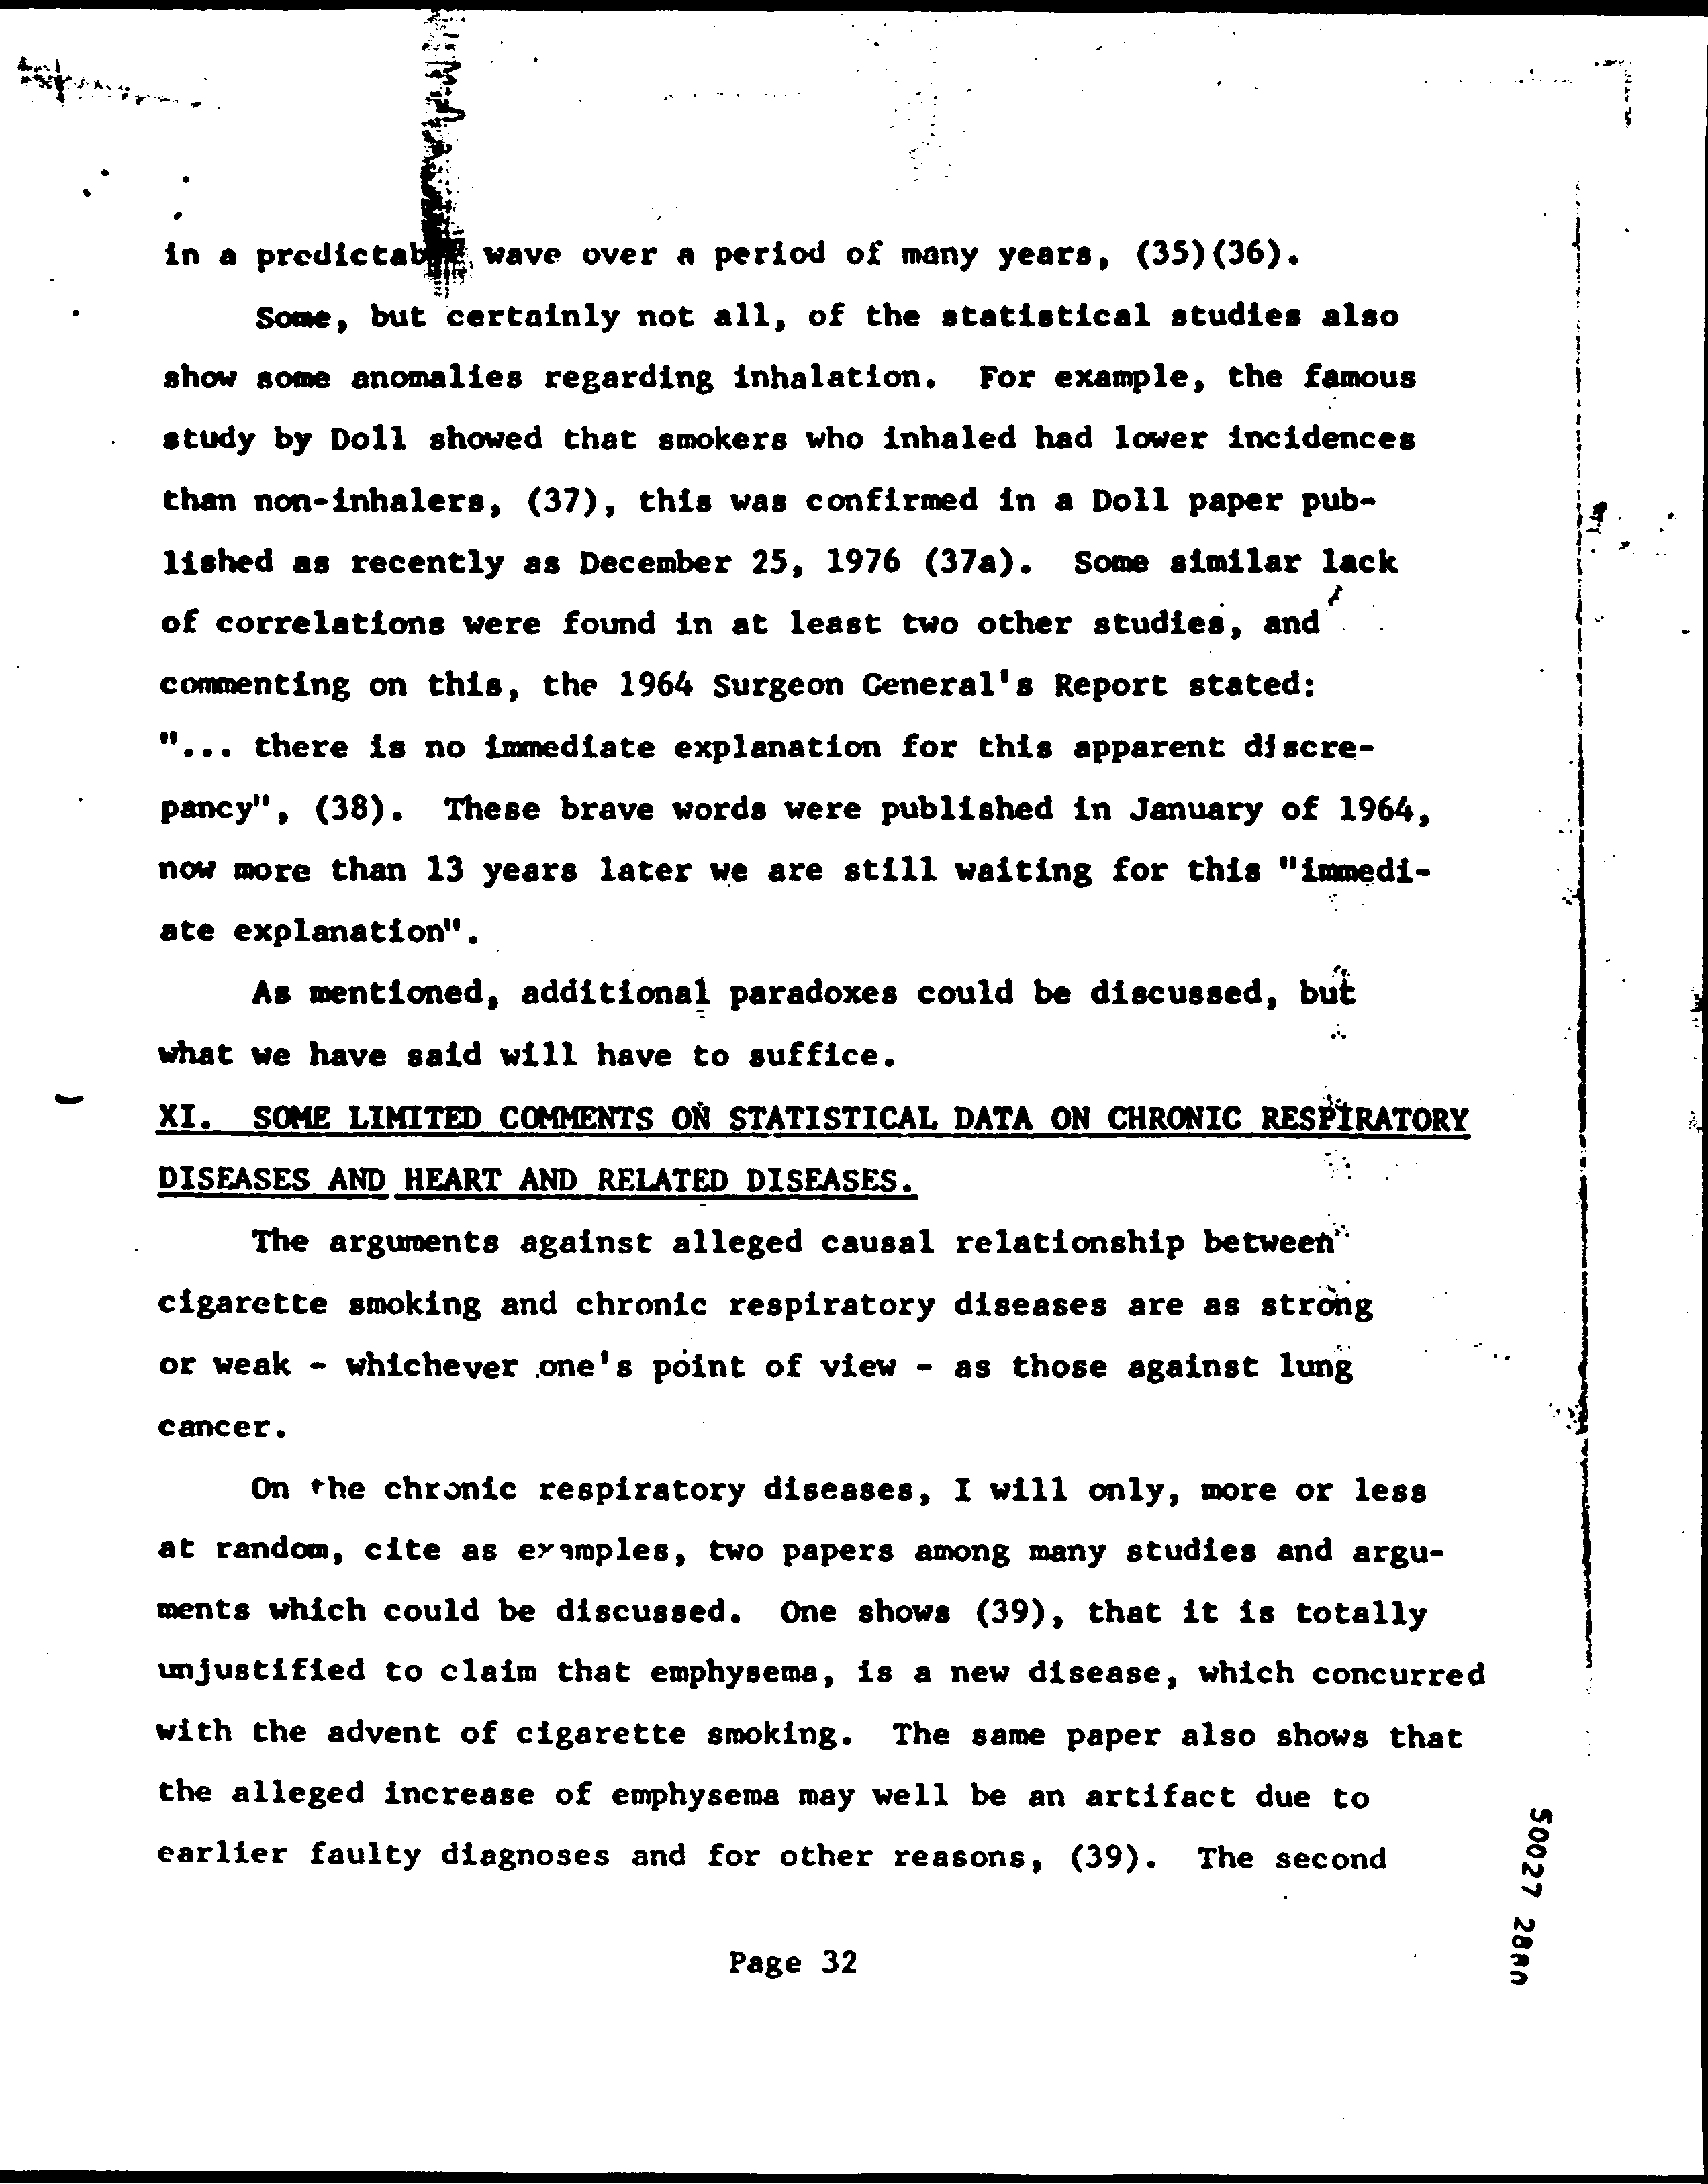 in a predictable wave over a period of many years, (35)(36).
Some, but certainly not all, of the statistical studies also
show some anomalies regarding inhalation. For example, the famous
study by Doll showed that smokers who inhaled had lower incidences
than non-inhalers, (37), this was confirmed in a Doll paper pub-
lished as recently as December 25, 1976 (37a). Some similar lack
of correlations were found in at least two other studies, and
commenting on this, the 1964 Surgeon General's Report stated:
"... there is no immediate explanation for this apparent discre-
pancy", (38). These brave words were published in January of 1964,
now more than 13 years later we are still waiting for this "immedi-
ate explanation".
As mentioned, additional paradoxes could be discussed, but
what we have said will have to suffice.
XI. SOME LIMITED COMMENTS ON STATISTICAL DATA ON CHRONIC RESPIRATORY
DISEASES AND HEART AND RELATED DISEASES.
The arguments against alleged causal relationship between
cigarette smoking and chronic respiratory diseases are as strong
or weak - whichever one's point of view - as those against lung
cancer.
On the chronic respiratory diseases, I will only, more or less
at random, cite as examples, two papers among many studies and argu-
ments which could be discussed. One shows (39), that it is totally
unjustified to claim that emphysema, is a new disease, which concurred
with the advent of cigarette smoking. The same paper also shows that
the alleged increase of emphysema may well be an artifact due to
earlier faulty diagnoses and for other reasons, (39). The second
Page 32
50027